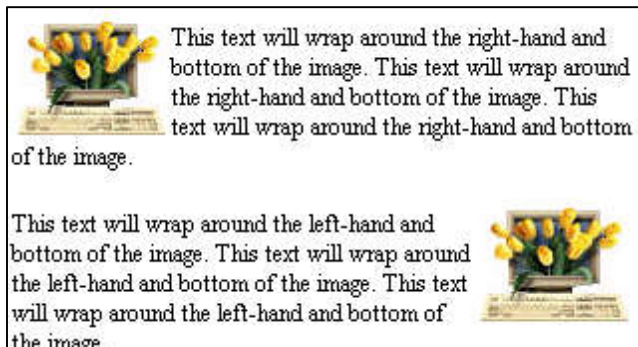 This text will wrap around the right-hand and
bottom of the image. This text will wrap around
the right-hand and bottom of the image. This
text will wrap around the right-hand and bottom
of the image.
This text will wrap around the left-hand and
bottom of the image. This text will wrap around
the left-hand and bottom of the image. This text
will wrap around the left-hand and bottom of
the image.